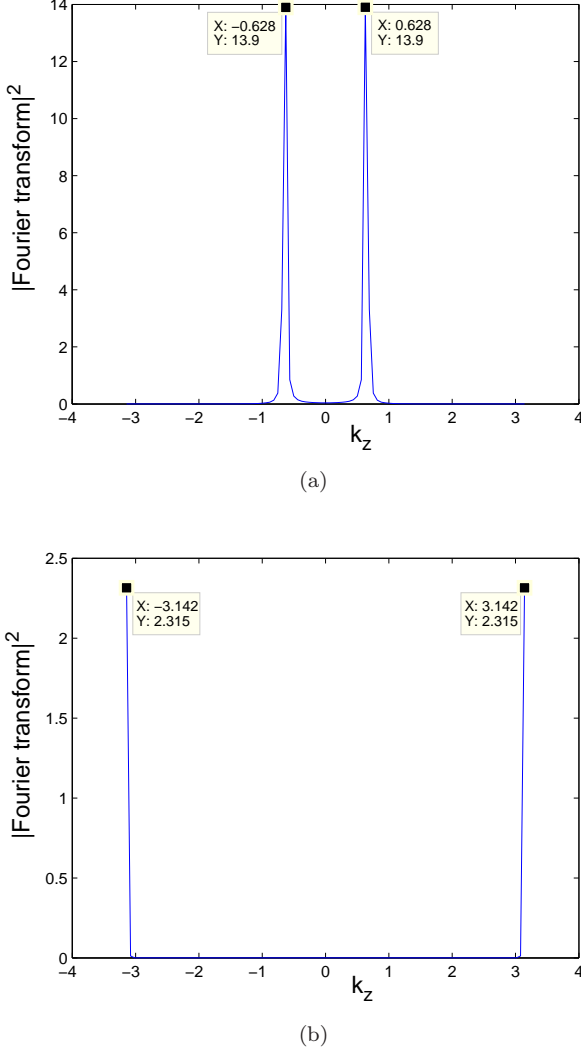 14
12
10
8
6
4
2
0
|Fourier transform|²
X: −0.628
Y: 13.9
X: 0.628
Y: 13.9
−4 −3 −2 −1 0 1 2 3 4
k_z
(a)
2.5
2
1.5
1
0.5
0
|Fourier transform|²
X: −3.142
Y: 2.315
X: 3.142
Y: 2.315
−4 −3 −2 −1 0 1 2 3 4
k_z
(b)